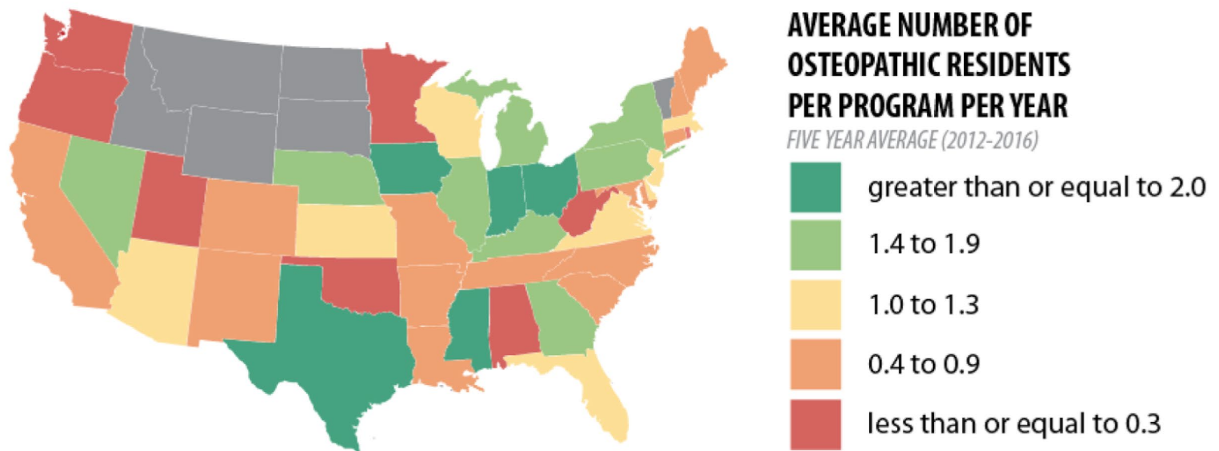 AVERAGE NUMBER OF
OSTEOPATHIC RESIDENTS
PER PROGRAM PER YEAR
FIVE YEAR AVERAGE (2012-2016)
greater than or equal to 2.0
1.4 to 1.9
1.0 to 1.3
0.4 to 0.9
less than or equal to 0.3